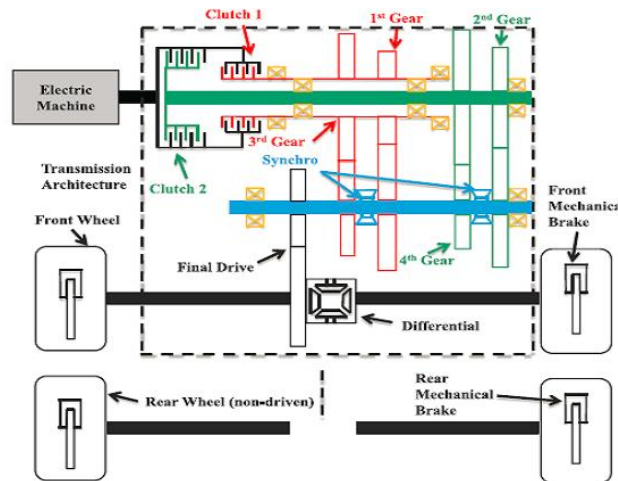 Clutch 1
1st Gear
2nd Gear
Electric
Machine
3rd Gear
Synchro
Transmission
Architecture
Clutch 2
Front Wheel
Front
Mechanical
Brake
Final Drive
4th Gear
Differential
Rear Wheel (non-driven)
Rear
Mechanical
Brake